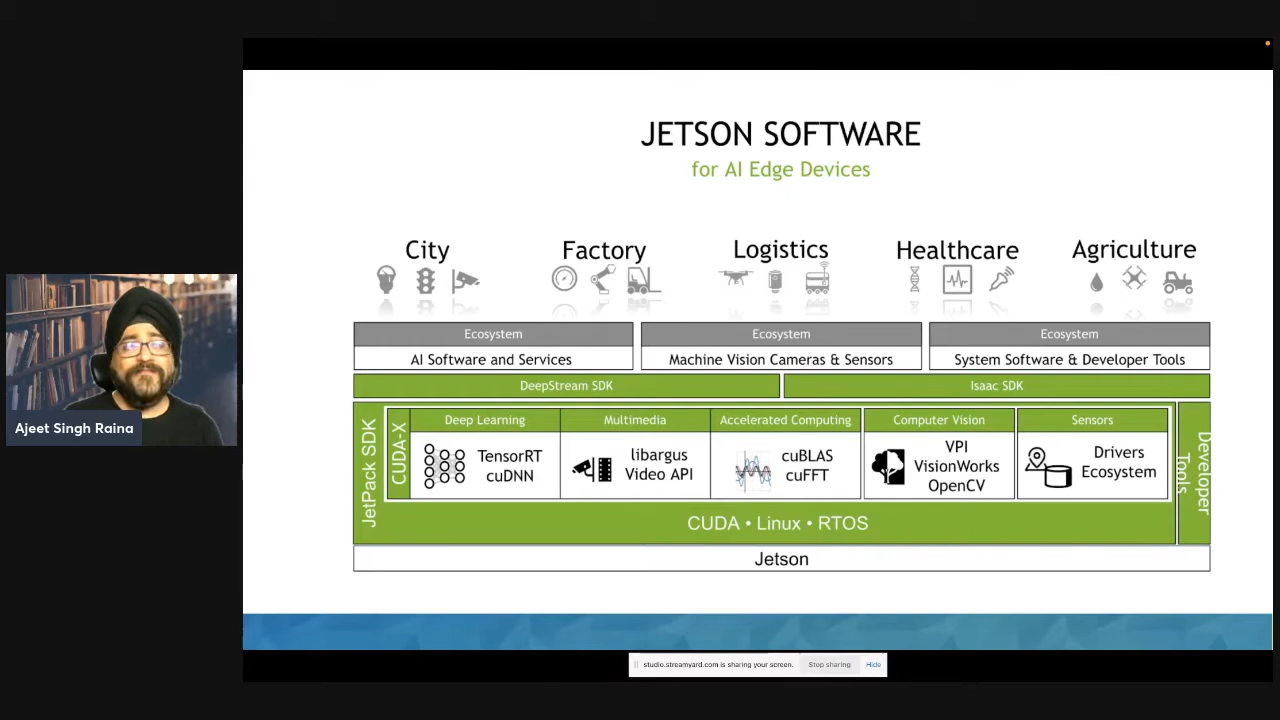 JETSON SOFTWARE
for AI Edge Devices
City
Factory
Logistics
Healthcare
Agriculture
Ecosystem
AI Software and Services
Ecosystem
Machine Vision Cameras & Sensors
Ecosystem
System Software & Developer Tools
DeepStream SDK
Isaac SDK
JetPack SDK
CUDA-X
Deep Learning
TensorRT
cuDNN
Multimedia
libargus
Video API
Accelerated Computing
cuBLAS
cuFFT
Computer Vision
VPI
VisionWorks
OpenCV
Sensors
Drivers
Ecosystem
Developer
Tools
CUDA • Linux • RTOS
Jetson
Ajeet Singh Raina
studio.streamyard.com is sharing your screen.
Stop sharing
Hide